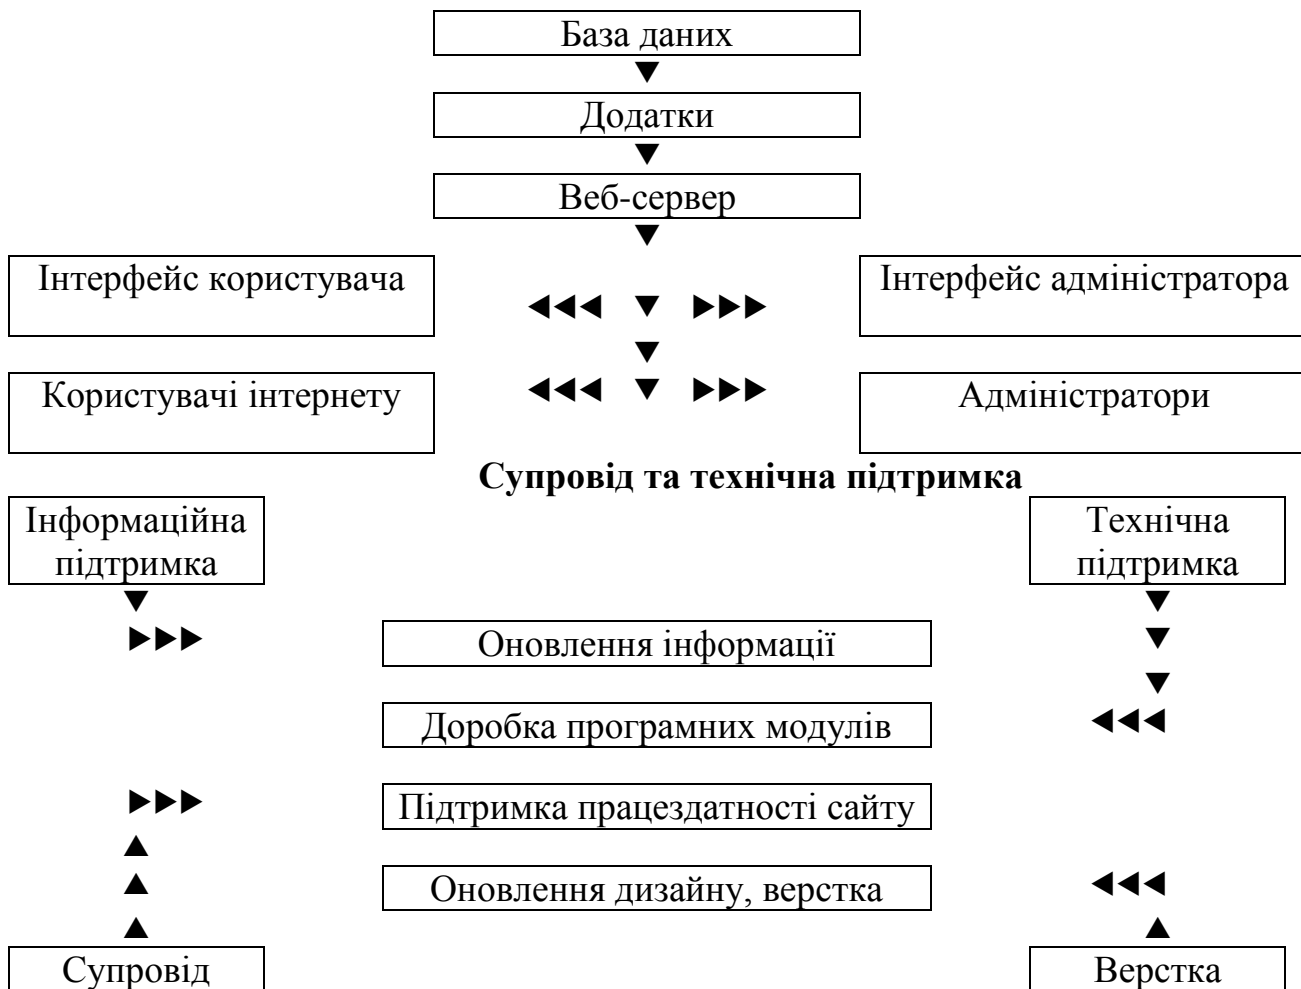 База даних
Додатки
Веб-сервер
Інтерфейс користувача
Інтерфейс адміністратора
Користувачі інтернету
Адміністратори
Супровід та технічна підтримка
Інформаційна
підтримка
Технічна
підтримка
Оновлення інформації
Доробка програмних модулів
Підтримка працездатності сайту
Оновлення дизайну, верстка
Супровід
Верстка